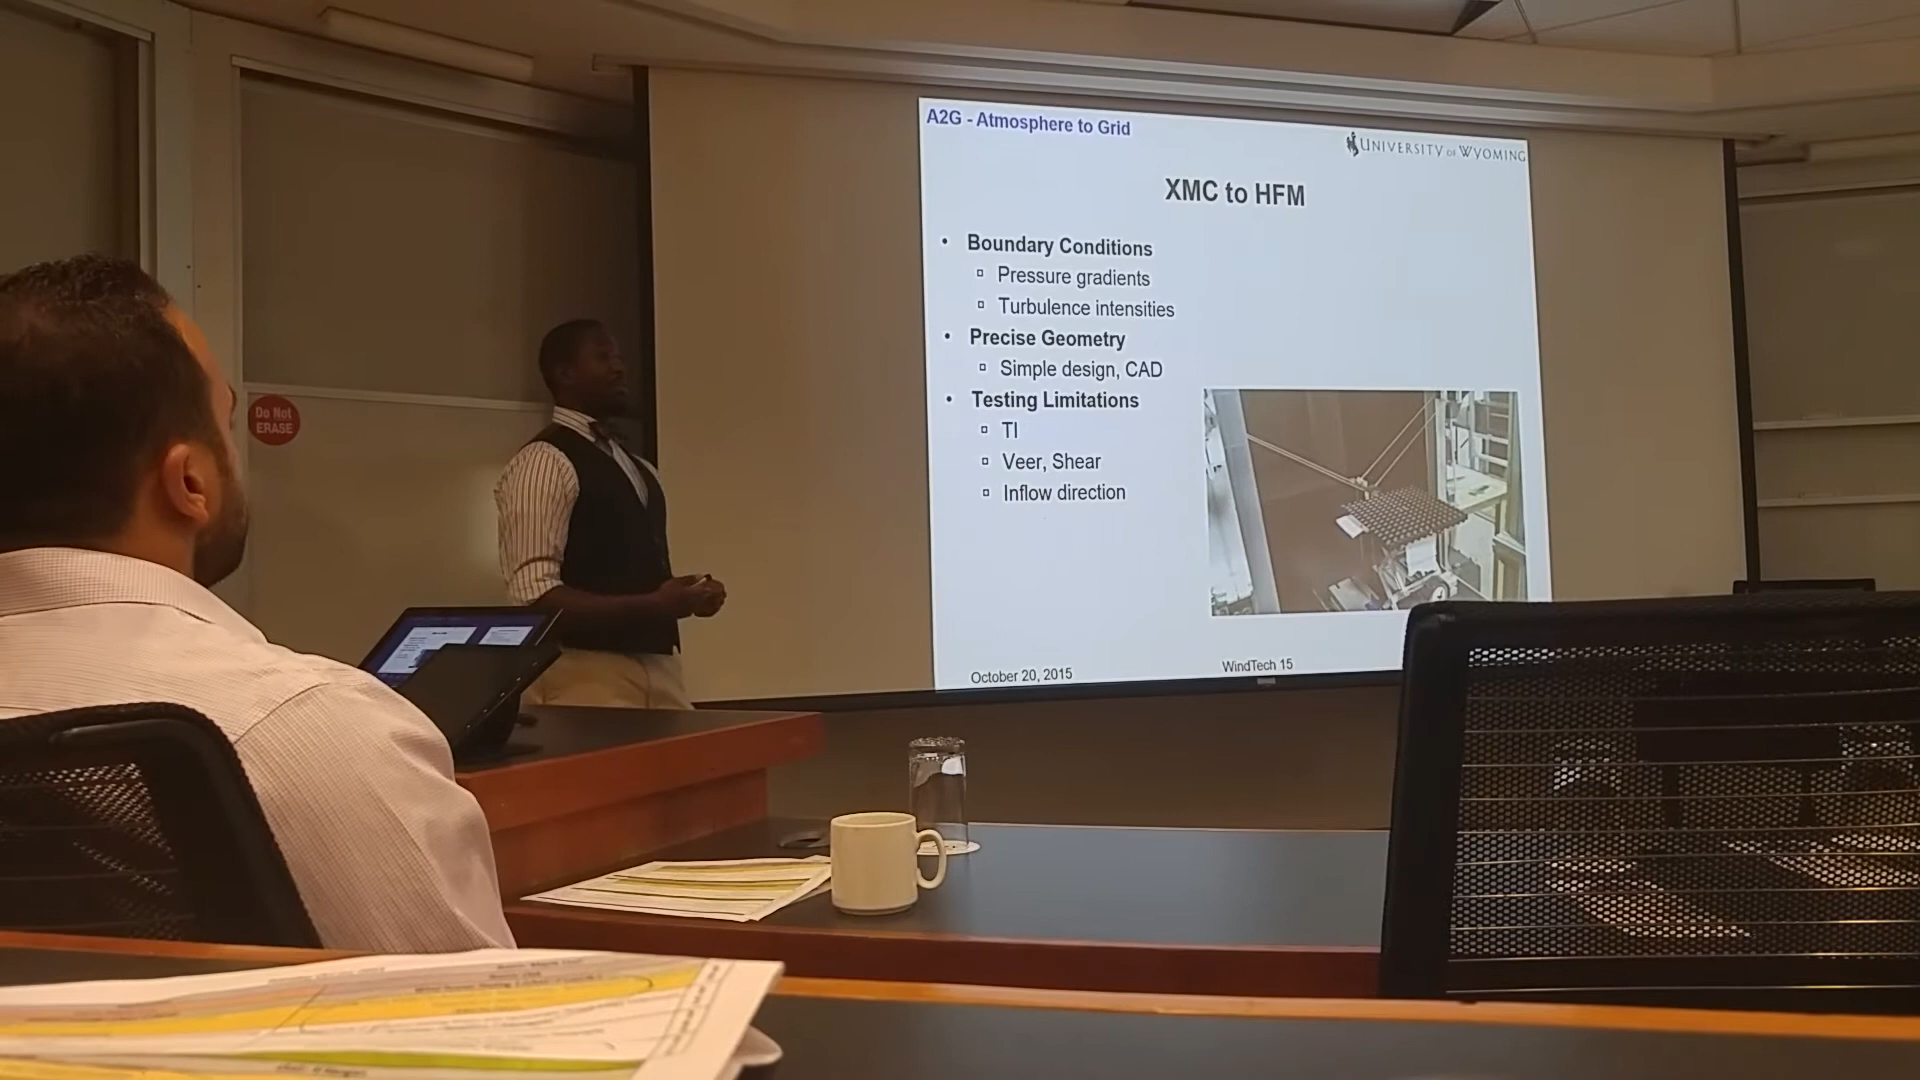 A2G - Atmosphere to Grid
UNIVERSITY OF WYOMING
XMC to HFM
• Boundary Conditions
▫ Pressure gradients
▫ Turbulence intensities
• Precise Geometry
▫ Simple design, CAD
• Testing Limitations
▫ TI
▫ Veer, Shear
▫ Inflow direction
October 20, 2015
WindTech 15
Do Not
ERASE